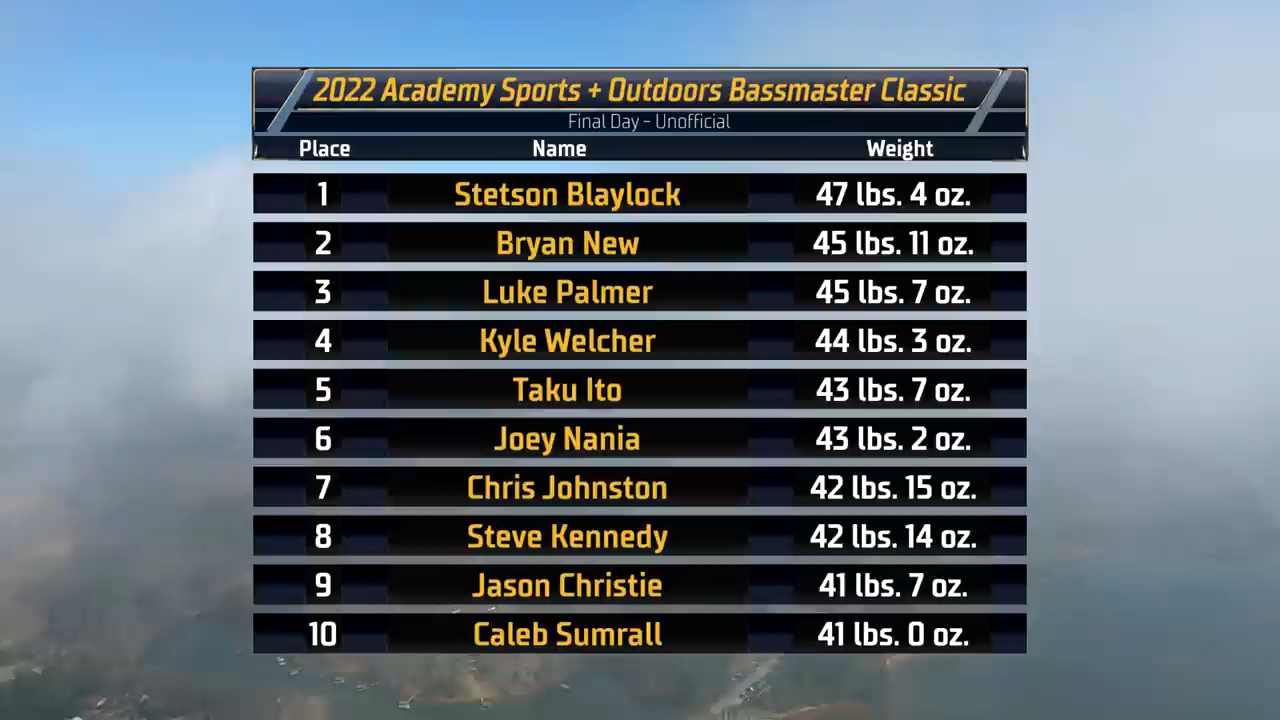 2022 Academy Sports + Outdoors Bassmaster Classic
Final Day - Unofficial
Place Name Weight
1 Stetson Blaylock 47 lbs. 4 oz.
2 Bryan New 45 lbs. 11 oz.
3 Luke Palmer 45 lbs. 7 oz.
4 Kyle Welcher 44 lbs. 3 oz.
5 Taku Ito 43 lbs. 7 oz.
6 Joey Nania 43 lbs. 2 oz.
7 Chris Johnston 42 lbs. 15 oz.
8 Steve Kennedy 42 lbs. 14 oz.
9 Jason Christie 41 lbs. 7 oz.
10 Caleb Sumrall 41 lbs. 0 oz.